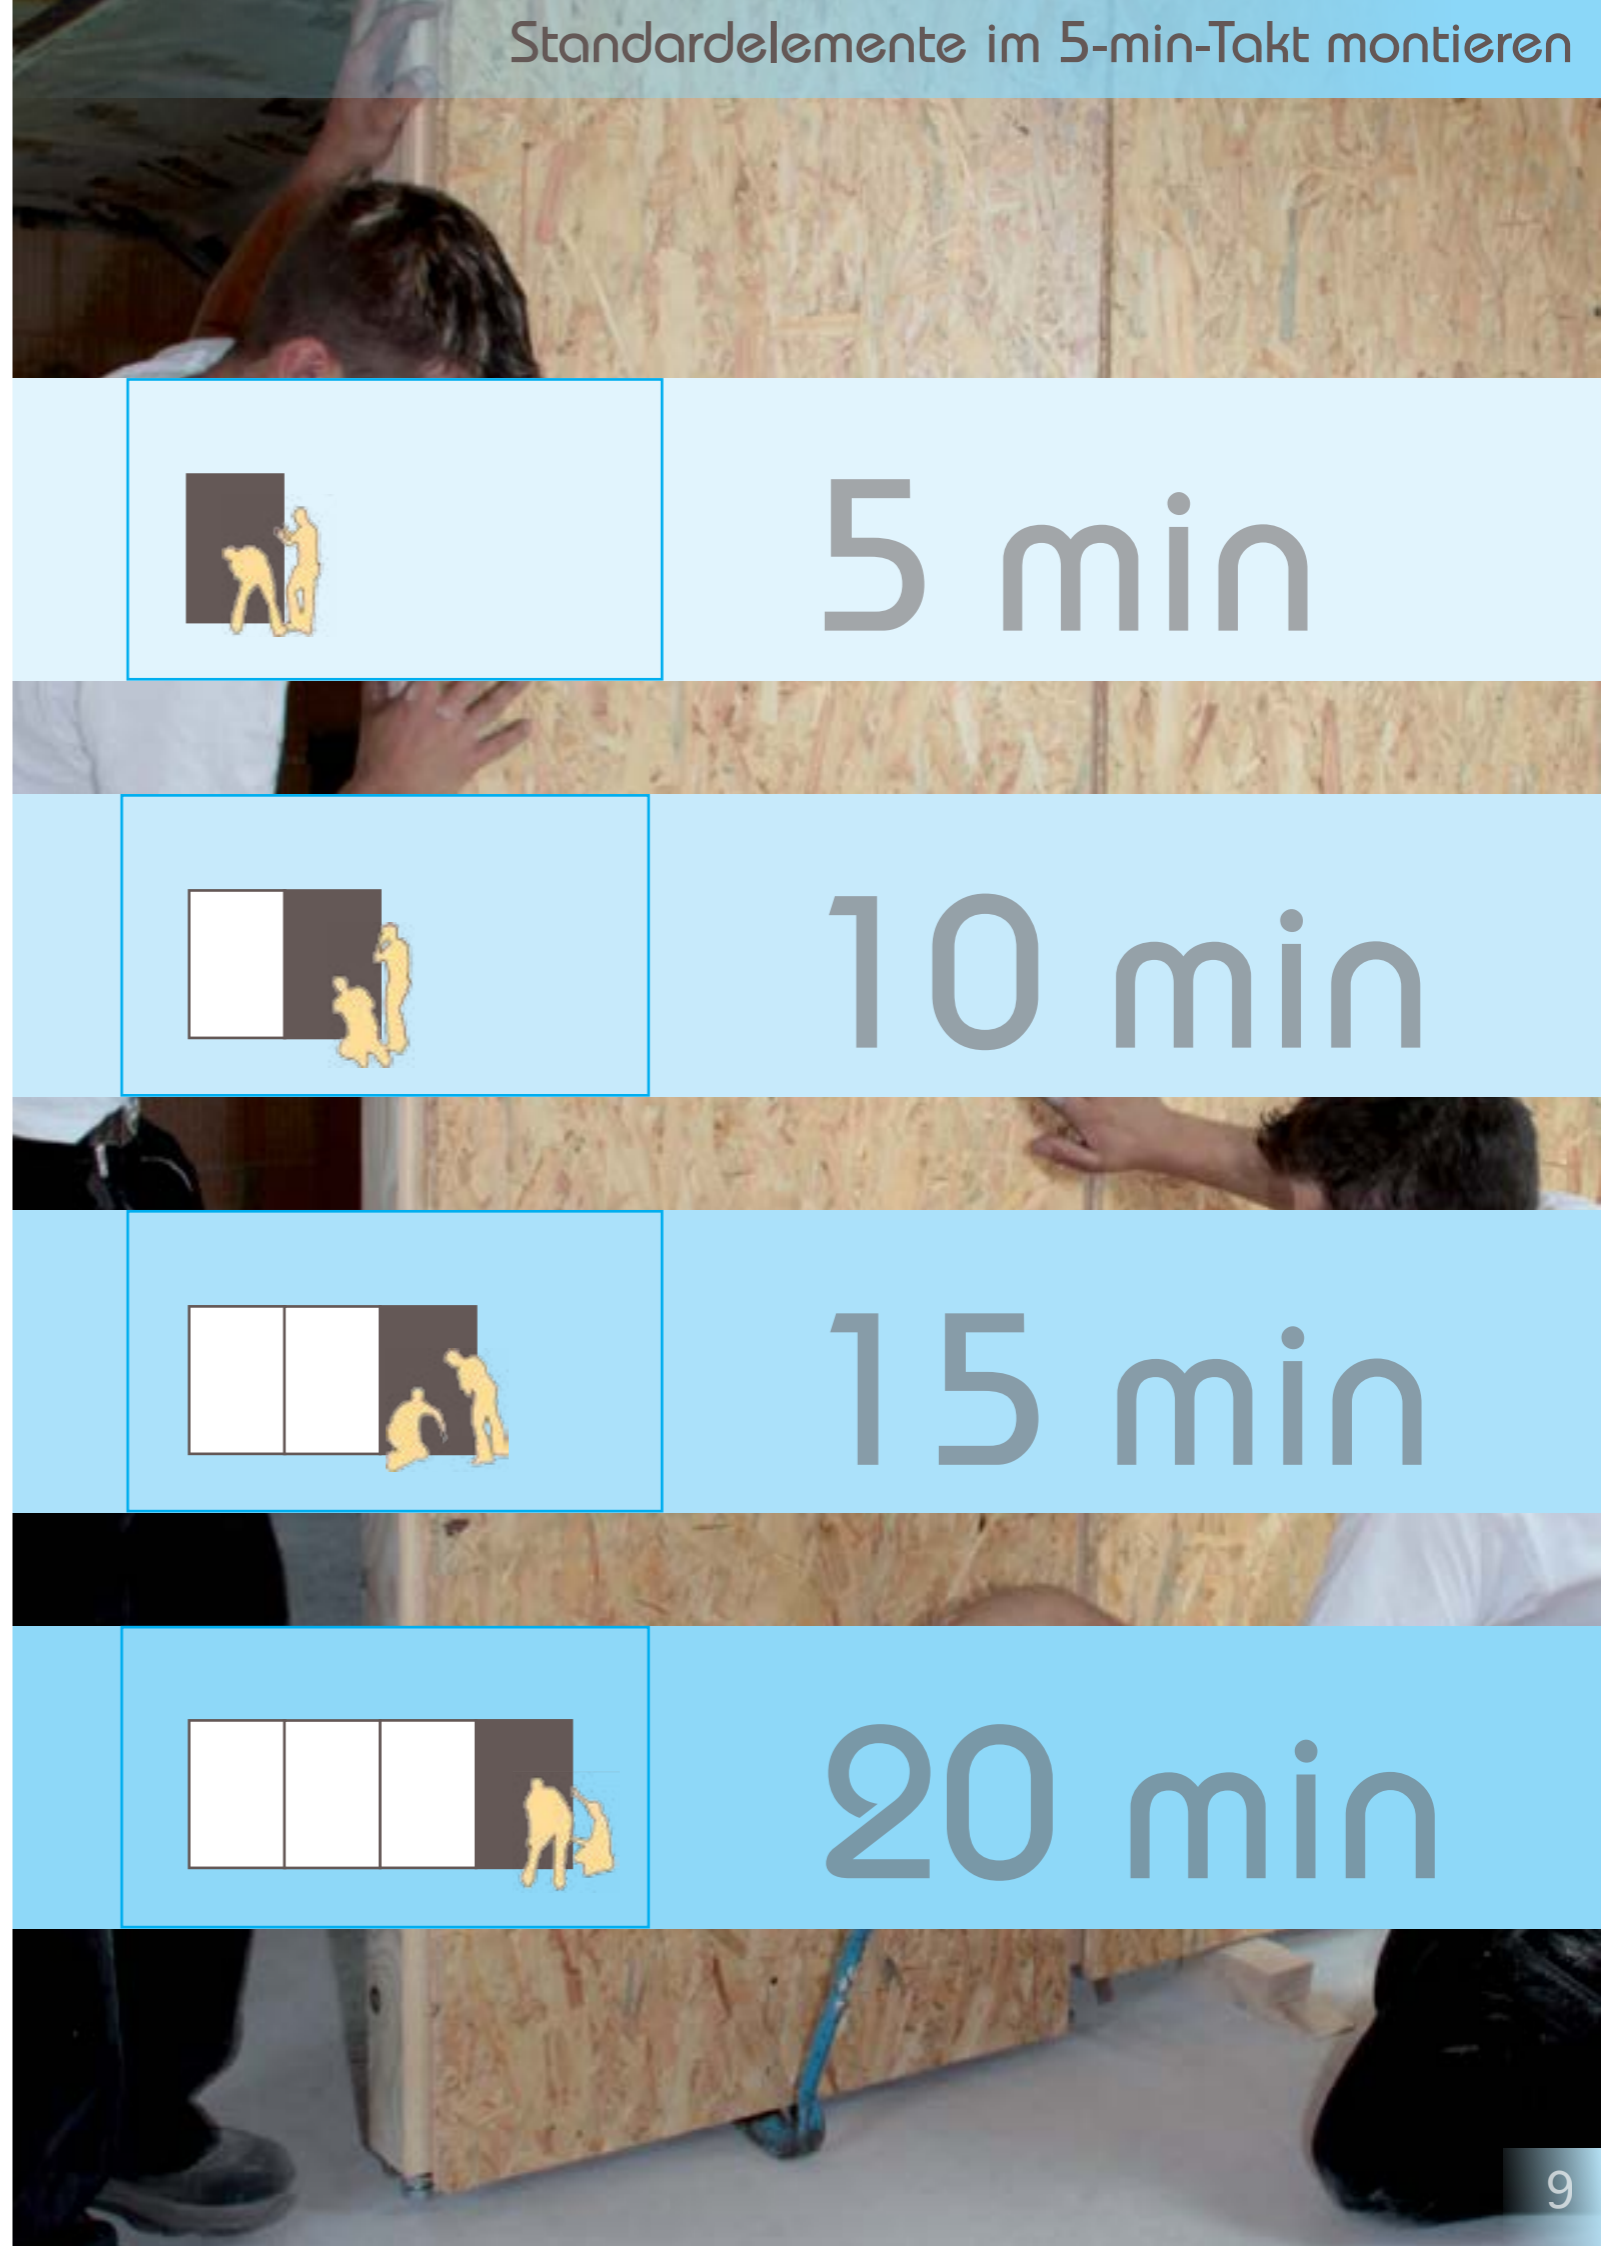 Standardelemente im 5-min-Takt montieren
5 min
10 min
15 min
20 min
9